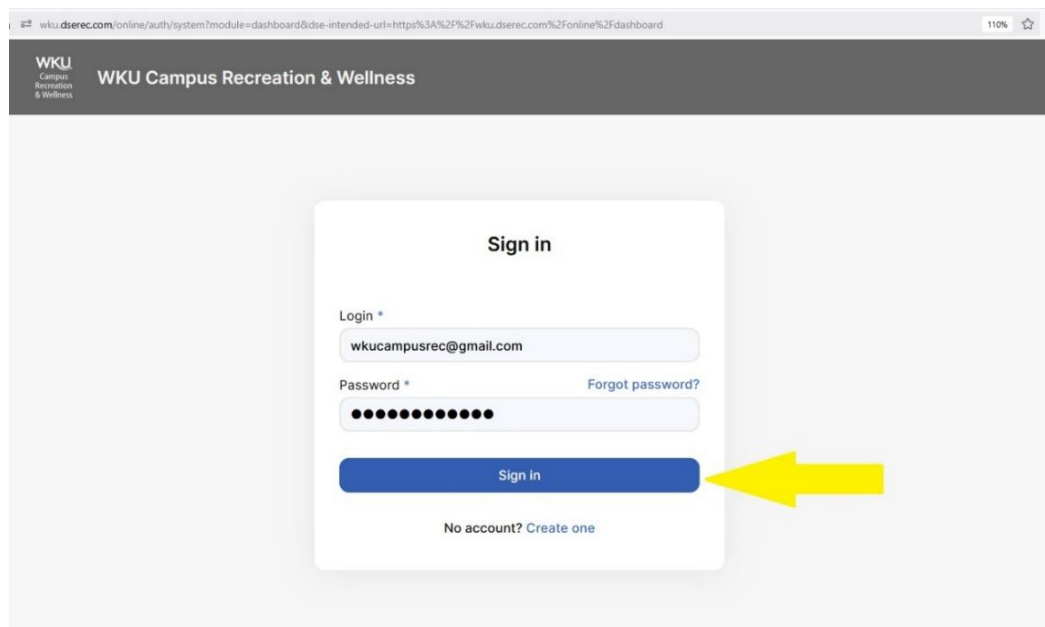 wku.dserec.com/online/auth/system?module=dashboard&dse-intended-url=https%3A%2F%2Fwku.dserec.com%2Fonline%2Fdashboard
110%
WKU
Campus
Recreation
& Wellness
WKU Campus Recreation & Wellness
Sign in
Login *
wkucampusrec@gmail.com
Password *
Forgot password?
●●●●●●●●●●●●
Sign in
No account? Create one